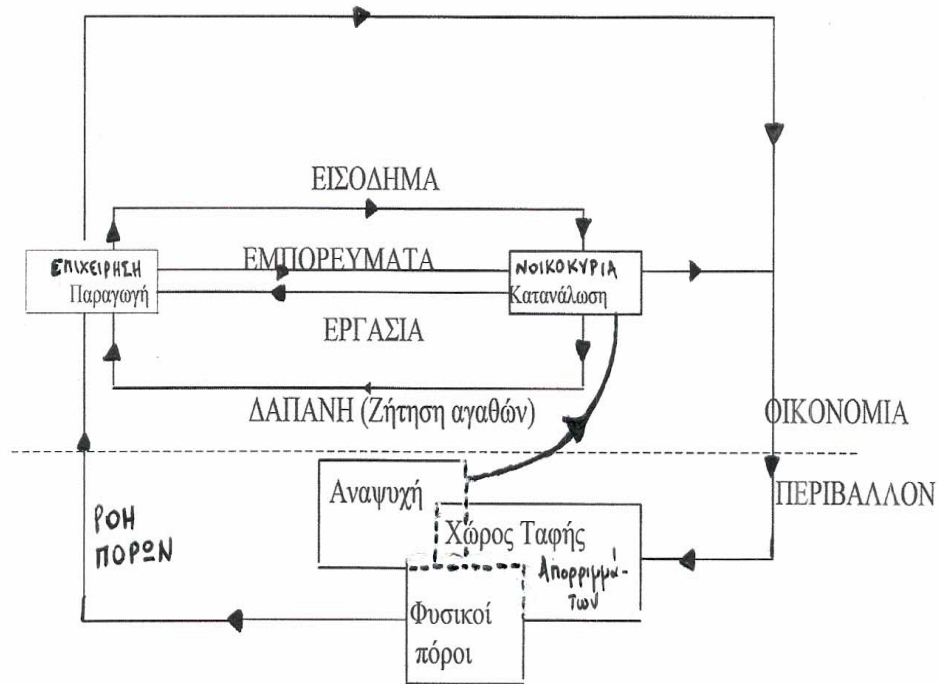 ΕΙΣΟΔΗΜΑ
ΕΠΙΧΕΙΡΗΣΗ
Παραγωγή
ΕΜΠΟΡΕΥΜΑΤΑ
ΝΟΙΚΟΚΥΡΙΑ
Κατανάλωση
ΕΡΓΑΣΙΑ
ΔΑΠΑΝΗ (Ζήτηση αγαθών)
ΟΙΚΟΝΟΜΙΑ
ΠΕΡΙΒΑΛΛΟΝ
ΡΟΗ
ΠΟΡΩΝ
Αναψυχή
Χώρος Ταφής
Απορριμμά-
των
Φυσικοί
πόροι